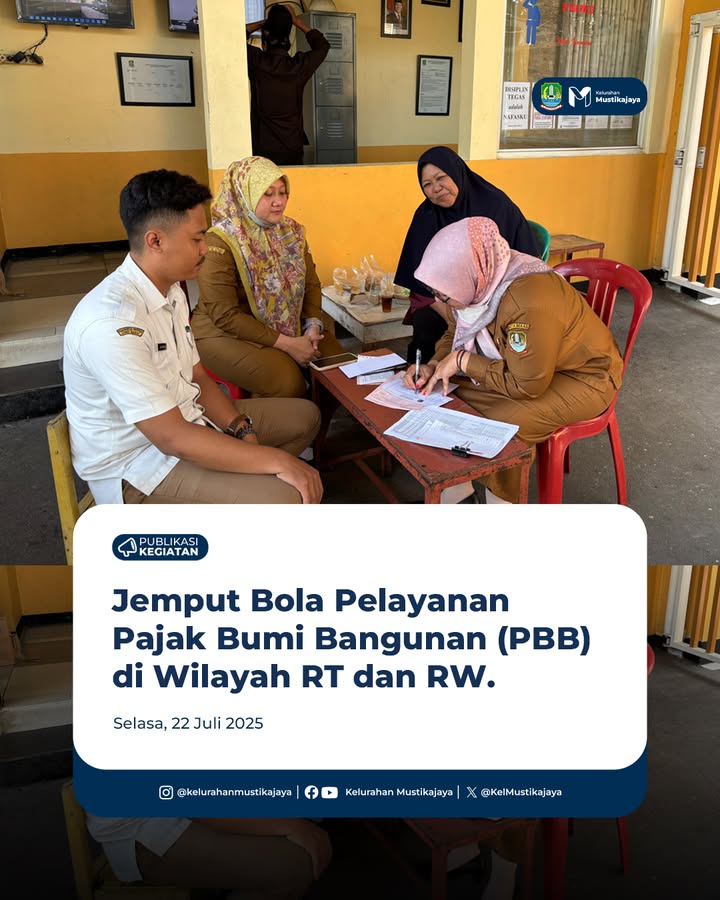 DISIPLIN
TEGAS
adalah
NAFASKU
Kelurahan
Mustikajaya
PUBLIKASI
KEGIATAN
Jemput Bola Pelayanan
Pajak Bumi Bangunan (PBB)
di Wilayah RT dan RW.
Selasa, 22 Juli 2025
@kelurahanmustikajaya
Kelurahan Mustikajaya
@KelMustikajaya